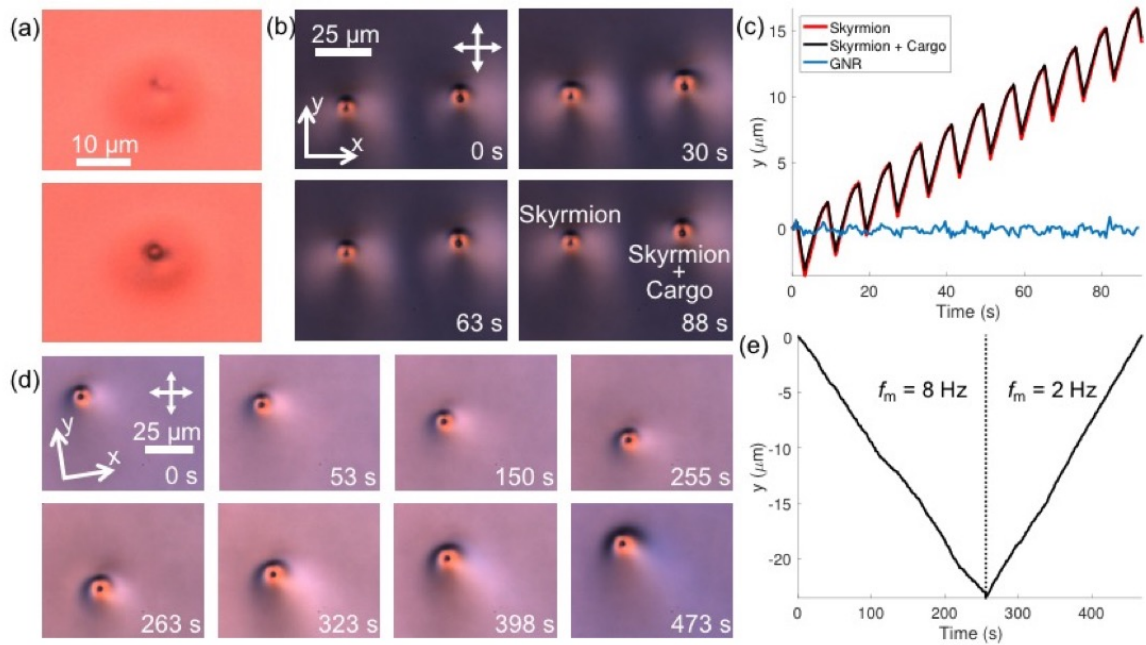 (a)
10 μm
(b)
25 μm
y
x
0 s
30 s
Skyrmion
Skyrmion
+
Cargo
63 s
88 s
(c)
Skyrmion
Skyrmion + Cargo
GNR
15
10
5
0
y (μm)
0 20 40 60 80
Time (s)
(d)
y
x
25 μm
0 s
53 s
150 s
255 s
263 s
323 s
398 s
473 s
(e)
0
-5
-10
-15
-20
y (μm)
fm = 8 Hz
fm = 2 Hz
0 100 200 300 400
Time (s)